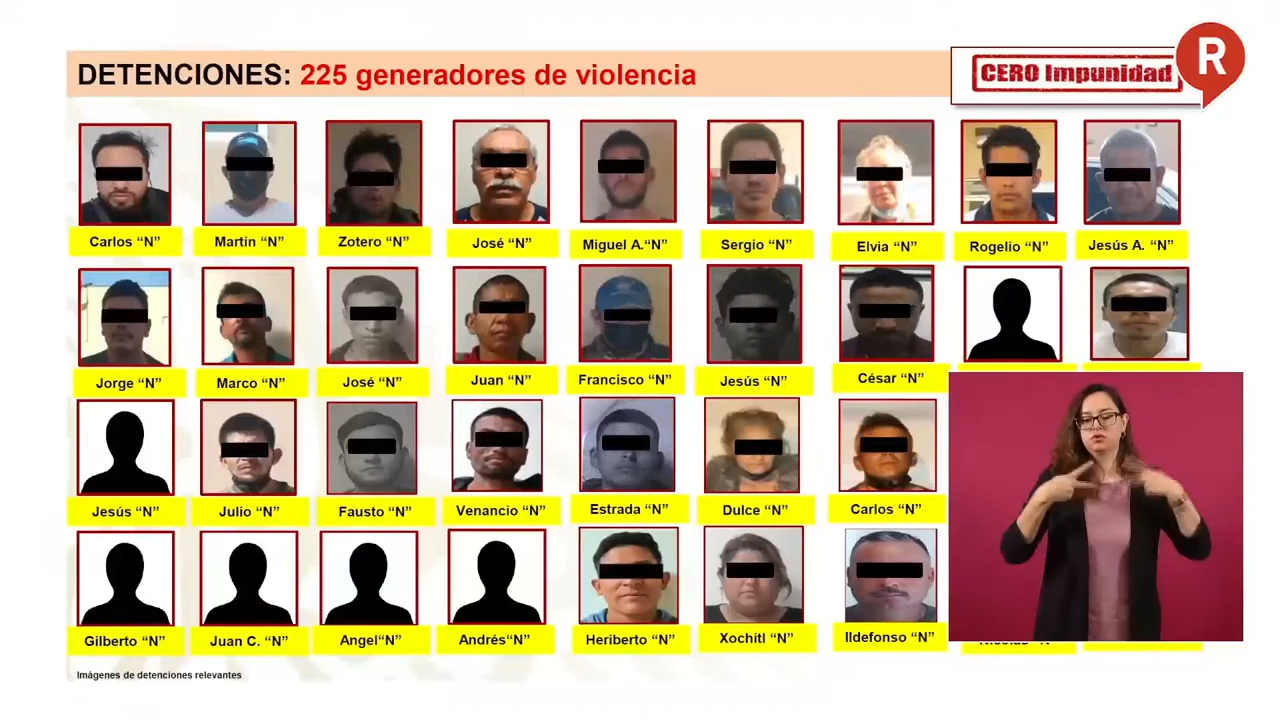 DETENCIONES: 225 generadores de violencia
CERO Impunidad
R
Carlos “N”
Martin “N”
Zotero “N”
José “N”
Miguel A.“N”
Sergio “N”
Elvia “N”
Rogelio “N”
Jesús A. “N”
Jorge “N”
Marco “N”
José “N”
Juan “N”
Francisco “N”
Jesús “N”
César “N”
Jesús “N”
Julio “N”
Fausto “N”
Venancio “N”
Estrada “N”
Dulce “N”
Carlos “N”
Gilberto “N”
Juan C. “N”
Angel“N”
Andrés“N”
Heriberto “N”
Xochitl “N”
Ildefonso “N”
Imágenes de detenciones relevantes